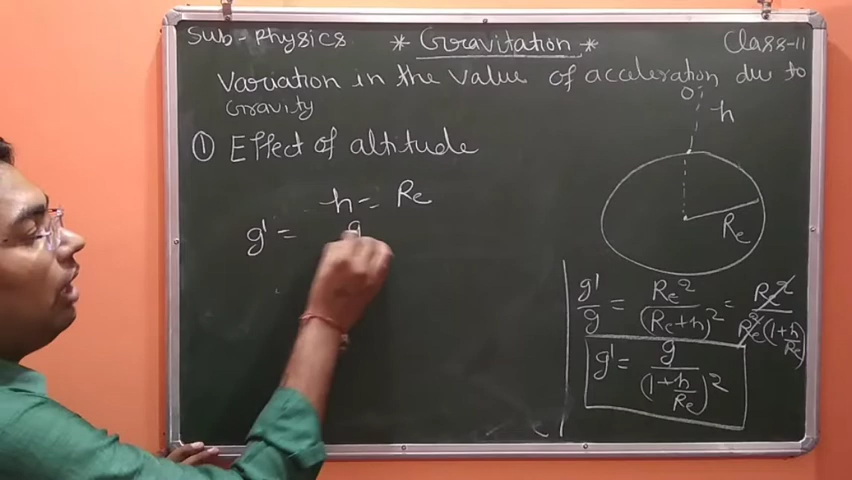 Sub-Physics * Gravitation * Class-11
Variation in the value of acceleration due to
Gravity
① Effect of altitude
h = Re
g' = g
O
h
Re
g'/g = Re²/(Re+h)² = Re²/Re²(1+h/Re)
g' = g/(1+h/Re)²